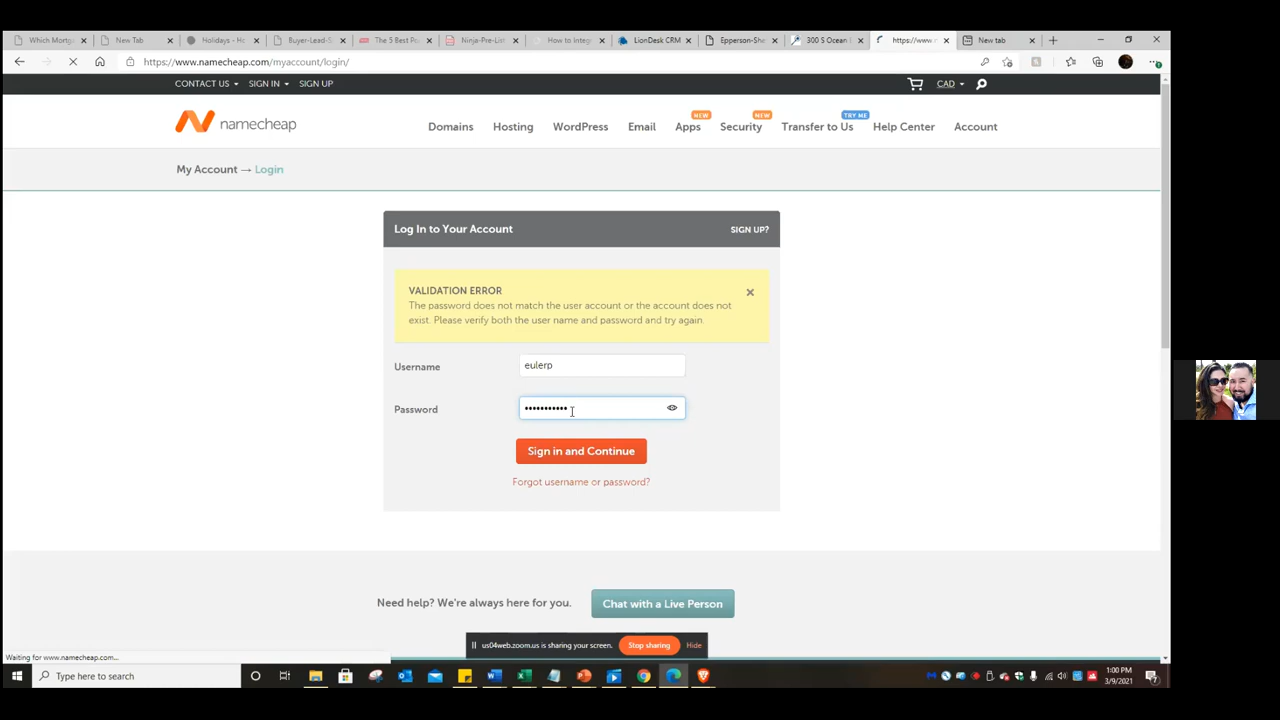 Which Mortg
New Tab
Holidays - Ho
Buyer-Lead-S
The 5 Best Po
Ninja-Pre-List
How to Integr
LionDesk CRM
Epperson-She
300 S Ocean
https://www.n
New tab
https://www.namecheap.com/myaccount/login/
CONTACT US SIGN IN SIGN UP CAD
namecheap
NEW NEW TRY ME
Domains Hosting WordPress Email Apps Security Transfer to Us Help Center Account
My Account → Login
Log In to Your Account SIGN UP?
VALIDATION ERROR
The password does not match the user account or the account does not
exist. Please verify both the user name and password and try again.
Username eulerp
Password •••••••••••
Sign in and Continue
Forgot username or password?
Need help? We're always here for you. Chat with a Live Person
us04web.zoom.us is sharing your screen. Stop sharing Hide
Waiting for www.namecheap.com...
Type here to search
1:00 PM
3/9/2021